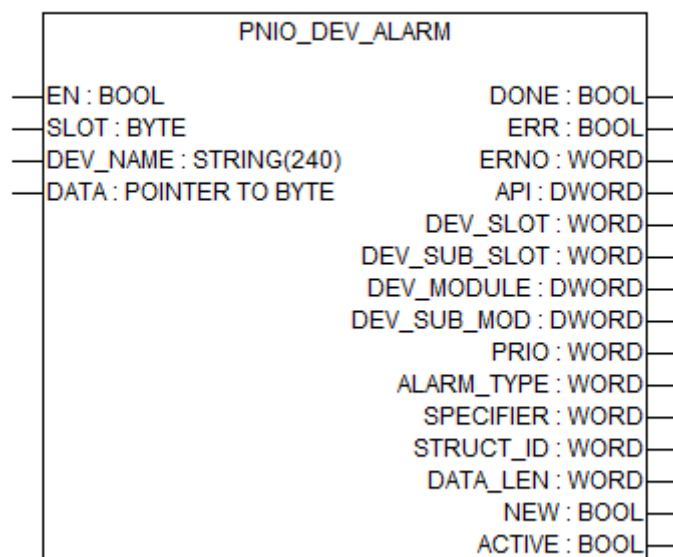 PNIO_DEV_ALARM
EN : BOOL DONE : BOOL
SLOT : BYTE ERR : BOOL
DEV_NAME : STRING(240) ERNO : WORD
DATA : POINTER TO BYTE API : DWORD
DEV_SLOT : WORD
DEV_SUB_SLOT : WORD
DEV_MODULE : DWORD
DEV_SUB_MOD : DWORD
PRIO : WORD
ALARM_TYPE : WORD
SPECIFIER : WORD
STRUCT_ID : WORD
DATA_LEN : WORD
NEW : BOOL
ACTIVE : BOOL